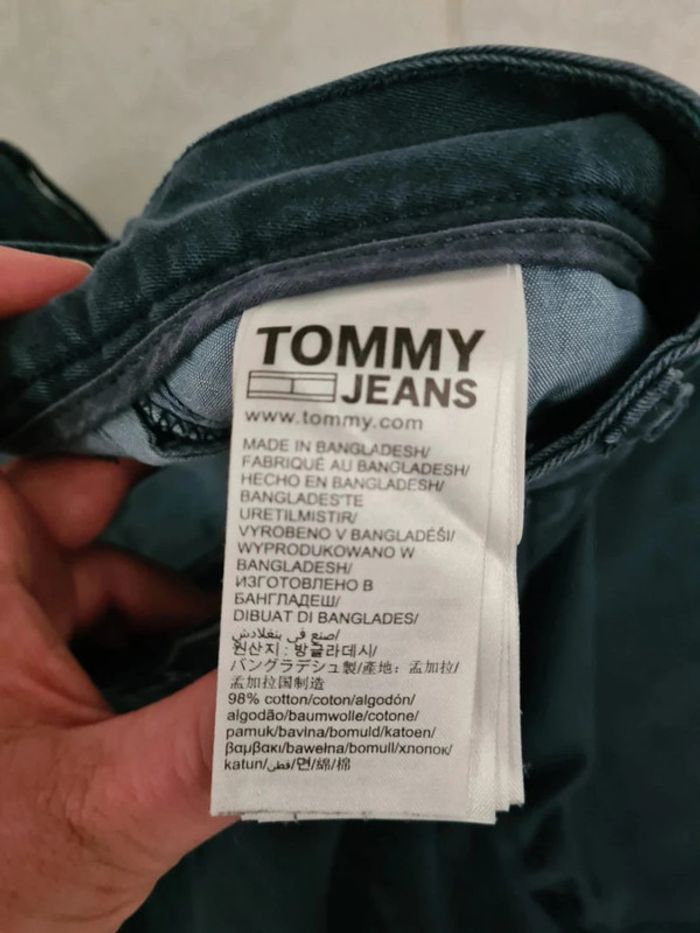 TOMMY
JEANS
www.tommy.com
MADE IN BANGLADESH/
FABRIQUÉ AU BANGLADESH/
HECHO EN BANGLADESH/
BANGLADES'TE
URETILMISTIR/
VYROBENO V BANGLADÉŠI/
WYPRODUKOWANO W
BANGLADESH/
ИЗГОТОВЛЕНО В
БАНГЛАДЕШ/
DIBUAT DI BANGLADES/
صنع في بنغلادش/
원산지 : 방글라데시/
バングラデシュ製/產地：孟加拉/
孟加拉国制造
98% cotton/coton/algodón/
algodão/baumwolle/cotone/
pamuk/bavlna/bomuld/katoen/
βαμβακι/bawełna/bomull/хлопок/
katun/قطن/면/綿/棉